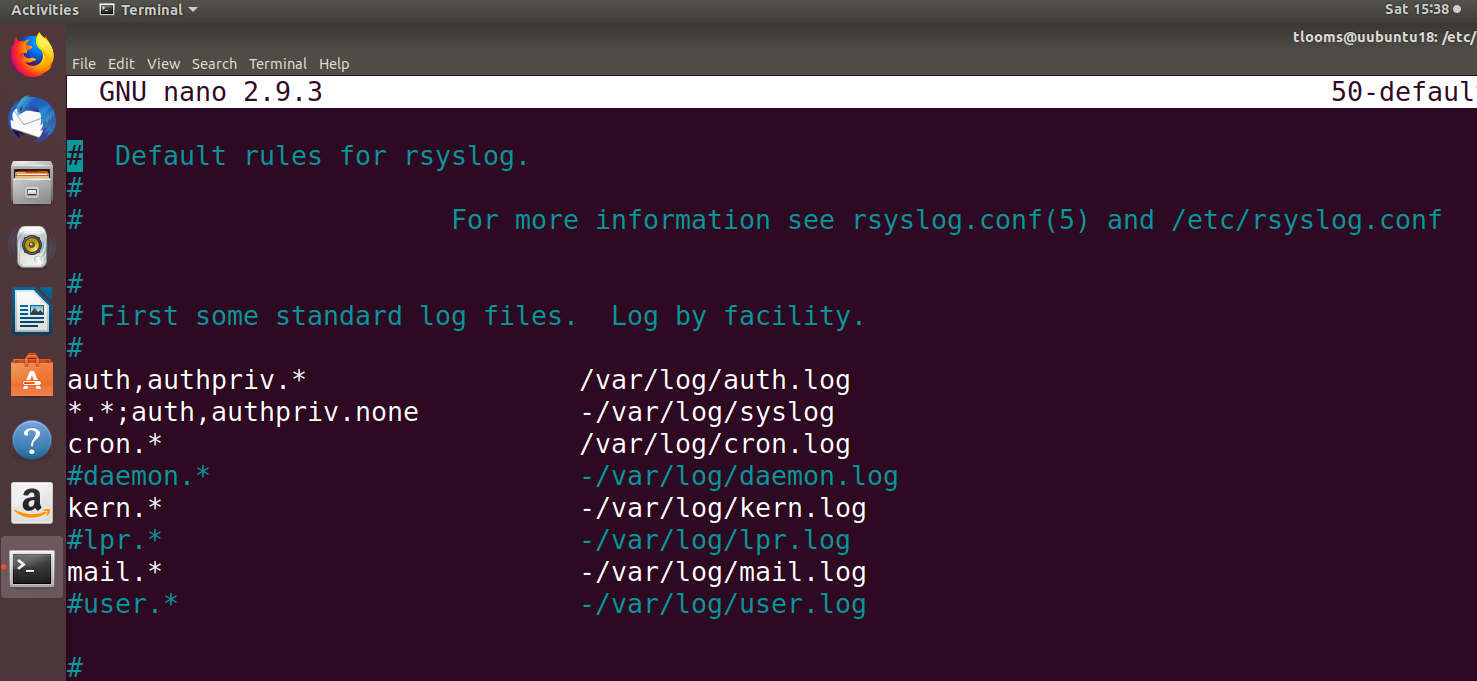 Activities Terminal Sat 15:38
tlooms@uubuntu18: /etc/
File Edit View Search Terminal Help
GNU nano 2.9.3 50-defaul
#  Default rules for rsyslog.
#
#                       For more information see rsyslog.conf(5) and /etc/rsyslog.conf
#
# First some standard log files.  Log by facility.
#
auth,authpriv.*                 /var/log/auth.log
*.*;auth,authpriv.none          -/var/log/syslog
cron.*                          /var/log/cron.log
#daemon.*                       -/var/log/daemon.log
kern.*                          -/var/log/kern.log
#lpr.*                          -/var/log/lpr.log
mail.*                          -/var/log/mail.log
#user.*                         -/var/log/user.log
#